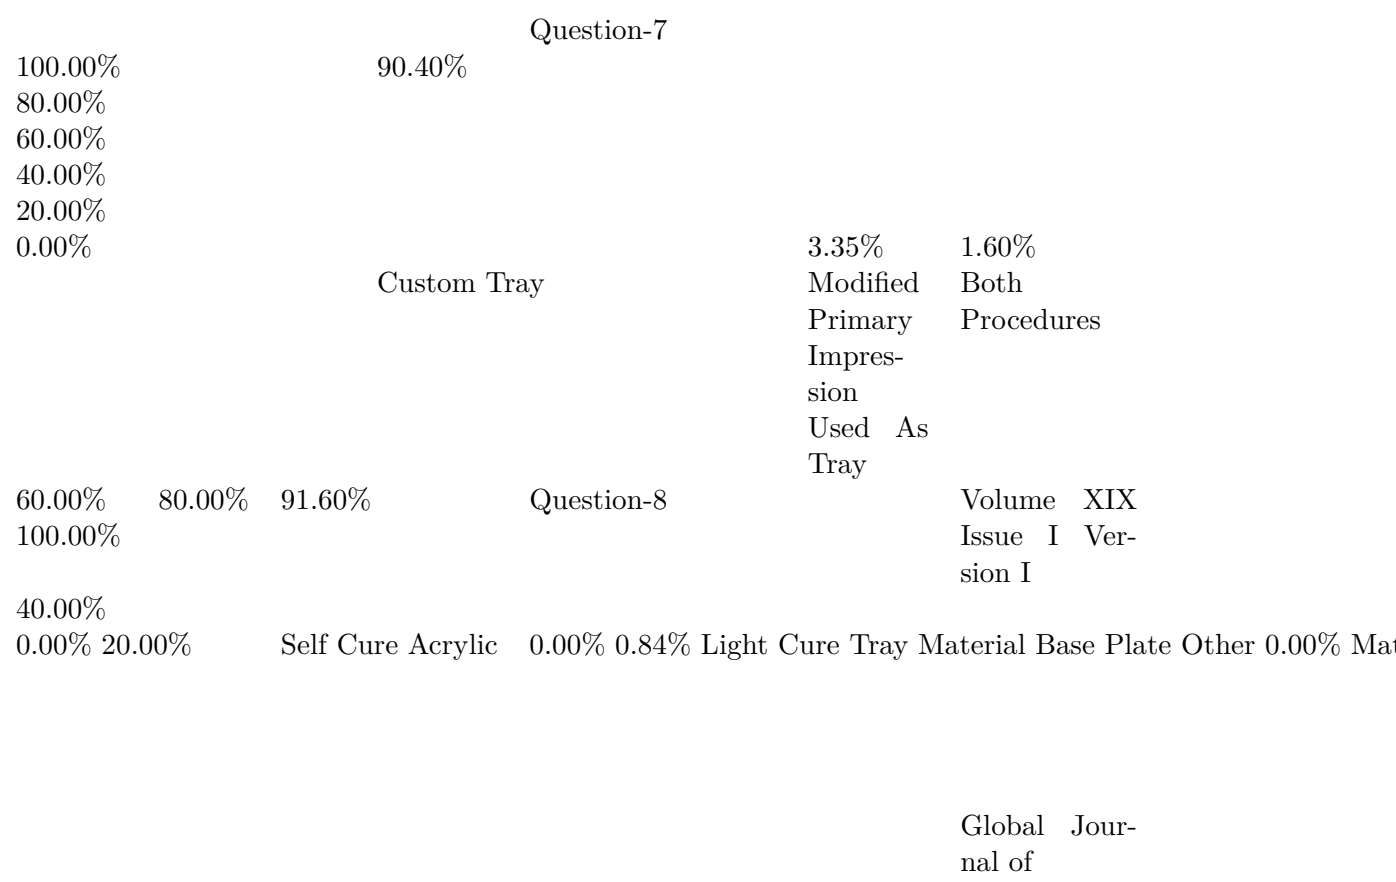 Question-7
100.00% 90.40%
80.00%
60.00%
40.00%
20.00%
0.00% 3.35% 1.60%
Custom Tray Modified Both
Primary Procedures
Impres-
sion
Used As
Tray
60.00% 80.00% 91.60% Question-8 Volume XIX
100.00% Issue I Ver-
sion I
40.00%
0.00% 20.00% Self Cure Acrylic 0.00% 0.84% Light Cure Tray Material Base Plate Other 0.00%
Global Jour-
nal of